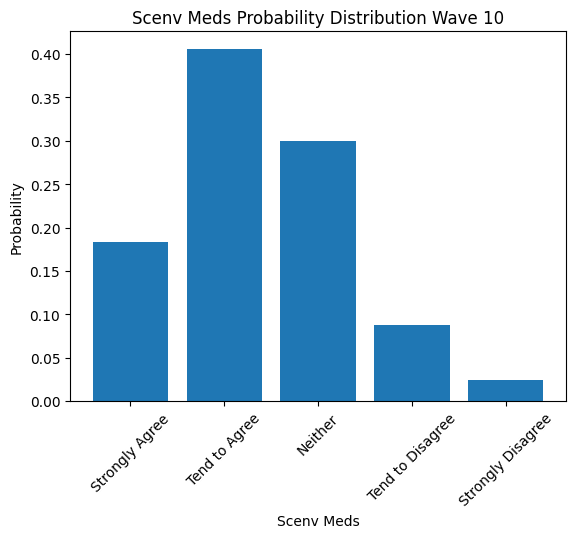 Scenv Meds Probability Distribution Wave 10
Probability
0.40
0.35
0.30
0.25
0.20
0.15
0.10
0.05
0.00
Strongly Agree
Tend to Agree
Neither
Tend to Disagree
Strongly Disagree
Scenv Meds